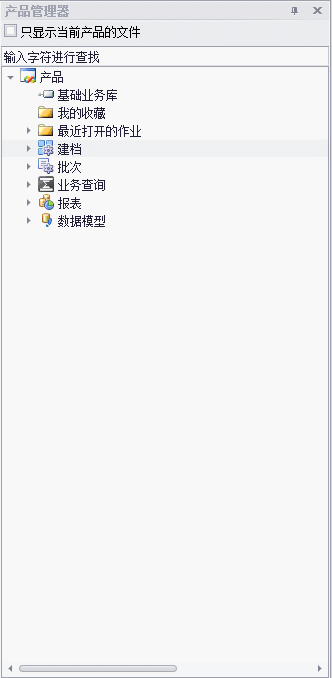 产品管理器
只显示当前产品的文件
输入字符进行查找
产品
基础业务库
我的收藏
最近打开的作业
建档
批次
业务查询
报表
数据模型